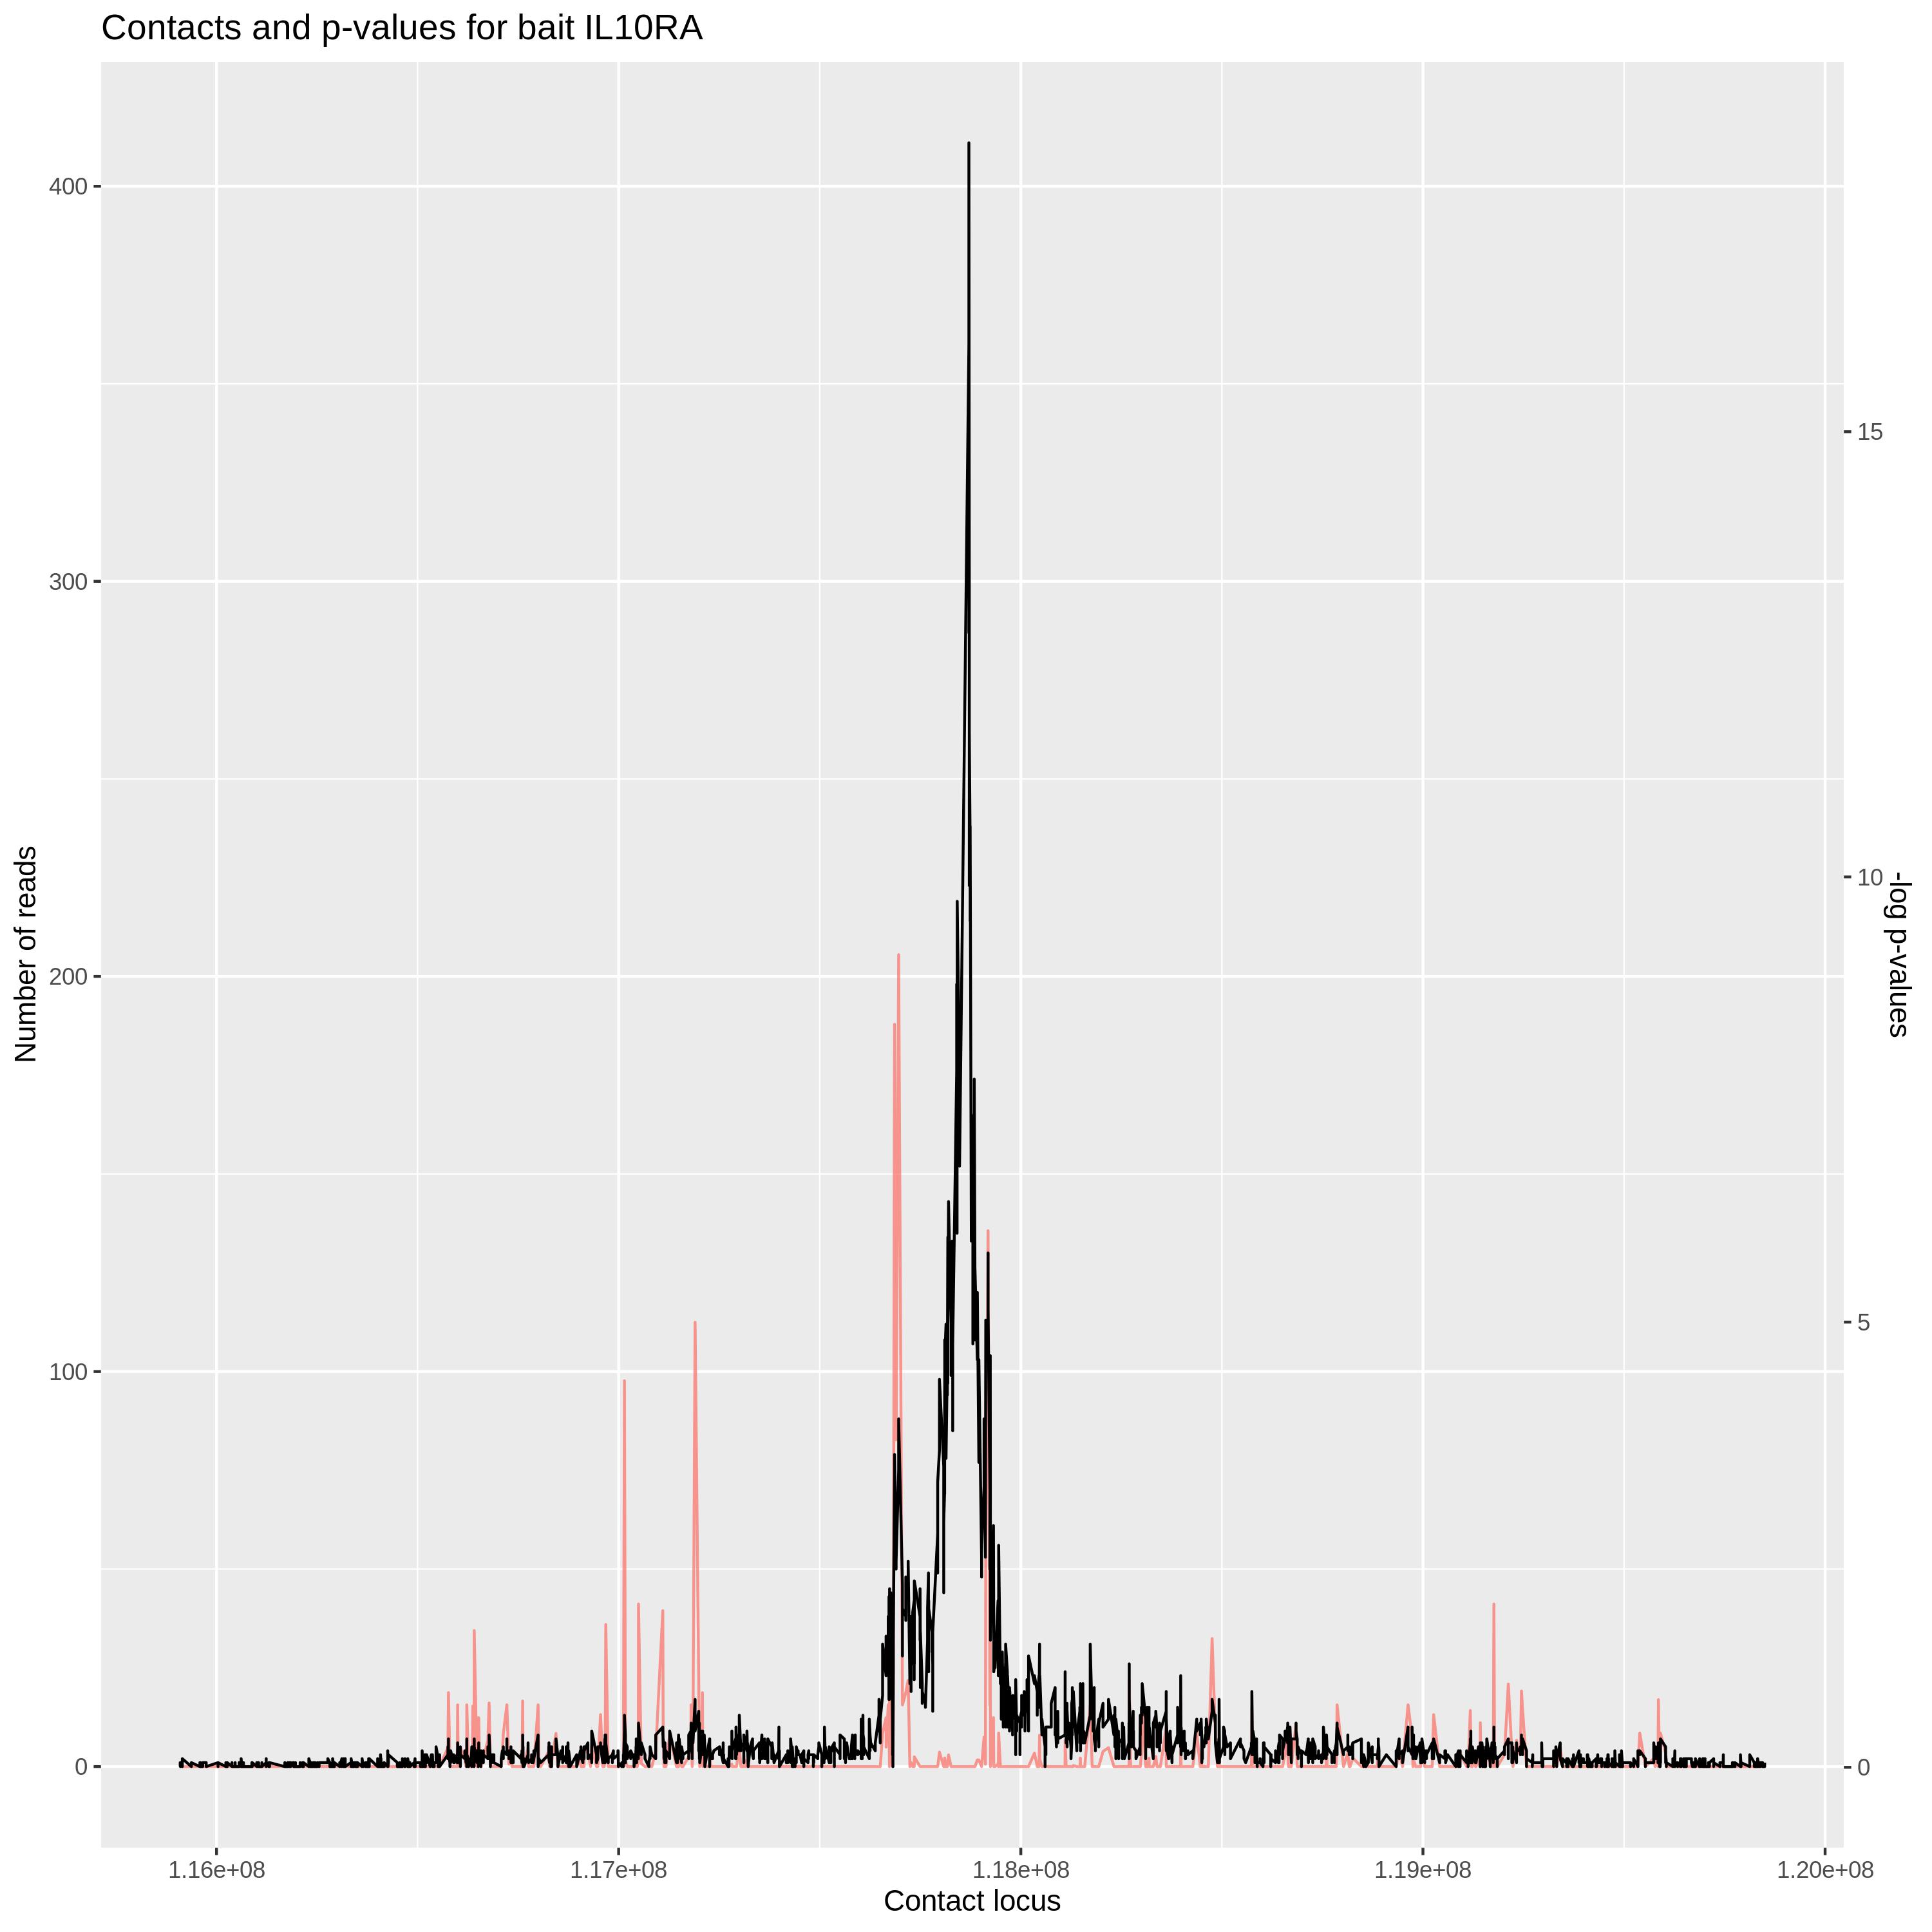 Contacts and p-values for bait IL10RA
400
300
200
100
0
Number of reads
15
10
5
0
-log p-values
1.16e+08
1.17e+08
1.18e+08
1.19e+08
1.20e+08
Contact locus